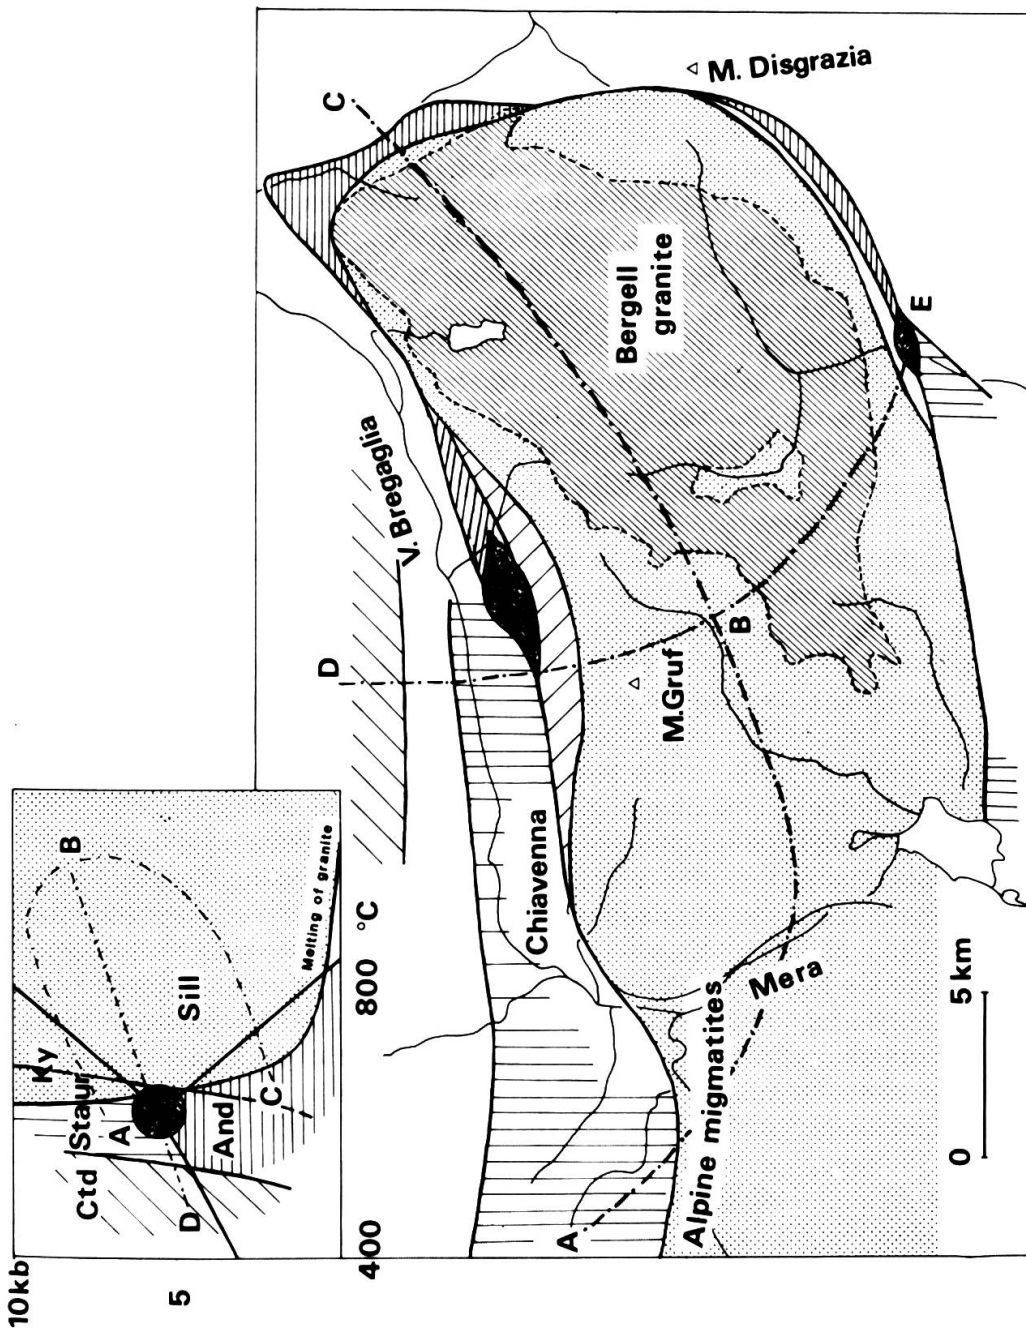 10kb
5
400
800 °C
Ctd
Staur
Ky
A
D
And
Sill
B
C
Melting of granite
D
V. Bregaglia
C
M. Disgrazia
Chiavenna
M.Gruf
B
Bergell
granite
E
A
Alpine migmatites
Mera
0
5 km